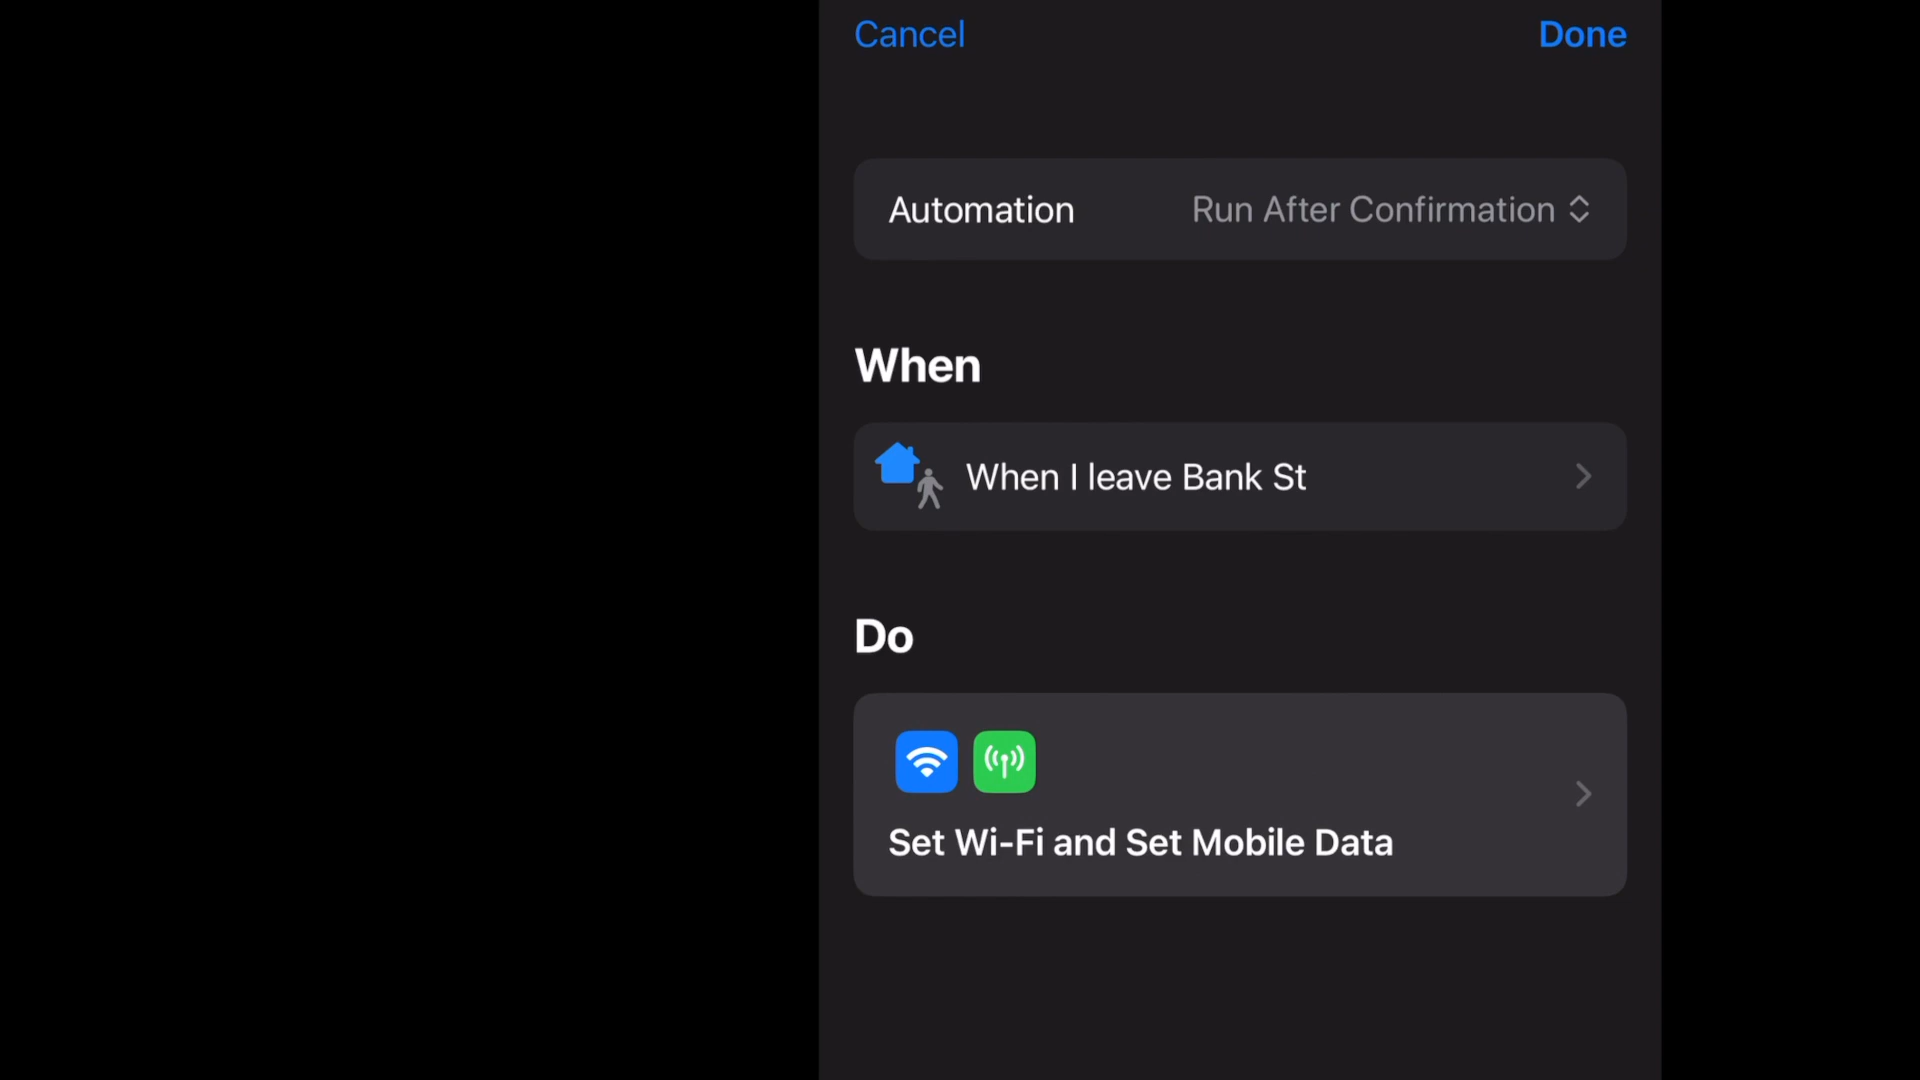 Cancel
Done
Automation
Run After Confirmation
When
When I leave Bank St
Do
Set Wi-Fi and Set Mobile Data